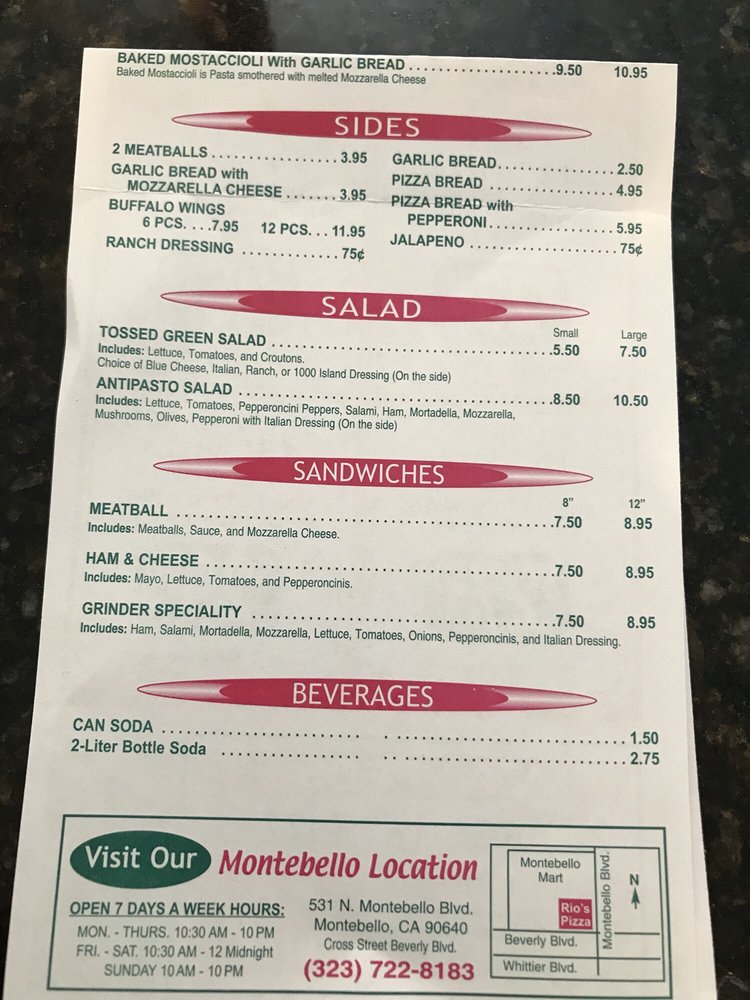 BAKED MOSTACCIOLI With GARLIC BREAD ....................9.50 10.95
Baked Mostaccioli is Pasta smothered with melted Mozzarella Cheese
SIDES
2 MEATBALLS .................. 3.95
GARLIC BREAD with
MOZZARELLA CHEESE ....... 3.95
BUFFALO WINGS
6 PCS. ....7.95 12 PCS. . . 11.95
RANCH DRESSING ............. 75¢
GARLIC BREAD................ 2.50
PIZZA BREAD ................. 4.95
PIZZA BREAD with
PEPPERONI................. 5.95
JALAPENO .................... 75¢
SALAD
Small Large
TOSSED GREEN SALAD ........................................5.50 7.50
Includes: Lettuce, Tomatoes, and Croutons.
Choice of Blue Cheese, Italian, Ranch, or 1000 Island Dressing (On the side)
ANTIPASTO SALAD .............................................8.50 10.50
Includes: Lettuce, Tomatoes, Pepperoncini Peppers, Salami, Ham, Mortadella, Mozzarella,
Mushrooms, Olives, Pepperoni with Italian Dressing (On the side)
SANDWICHES
8" 12"
MEATBALL .....................................................7.50 8.95
Includes: Meatballs, Sauce, and Mozzarella Cheese.
HAM & CHEESE ................................................7.50 8.95
Includes: Mayo, Lettuce, Tomatoes, and Pepperoncinis.
GRINDER SPECIALITY ..........................................7.50 8.95
Includes: Ham, Salami, Mortadella, Mozzarella, Lettuce, Tomatoes, Onions, Pepperoncinis, and Italian Dressing.
BEVERAGES
CAN SODA ............................ .. ................................ 1.50
2-Liter Bottle Soda .................... .. ................................ 2.75
Visit Our Montebello Location
OPEN 7 DAYS A WEEK HOURS:
MON. - THURS. 10:30 AM - 10 PM
FRI. - SAT. 10:30 AM - 12 Midnight
SUNDAY 10 AM - 10 PM
531 N. Montebello Blvd.
Montebello, CA 90640
Cross Street Beverly Blvd.
(323) 722-8183
Montebello
Mart
Rio's
Pizza
Beverly Blvd.
Whittier Blvd.
Montebello Blvd.
N